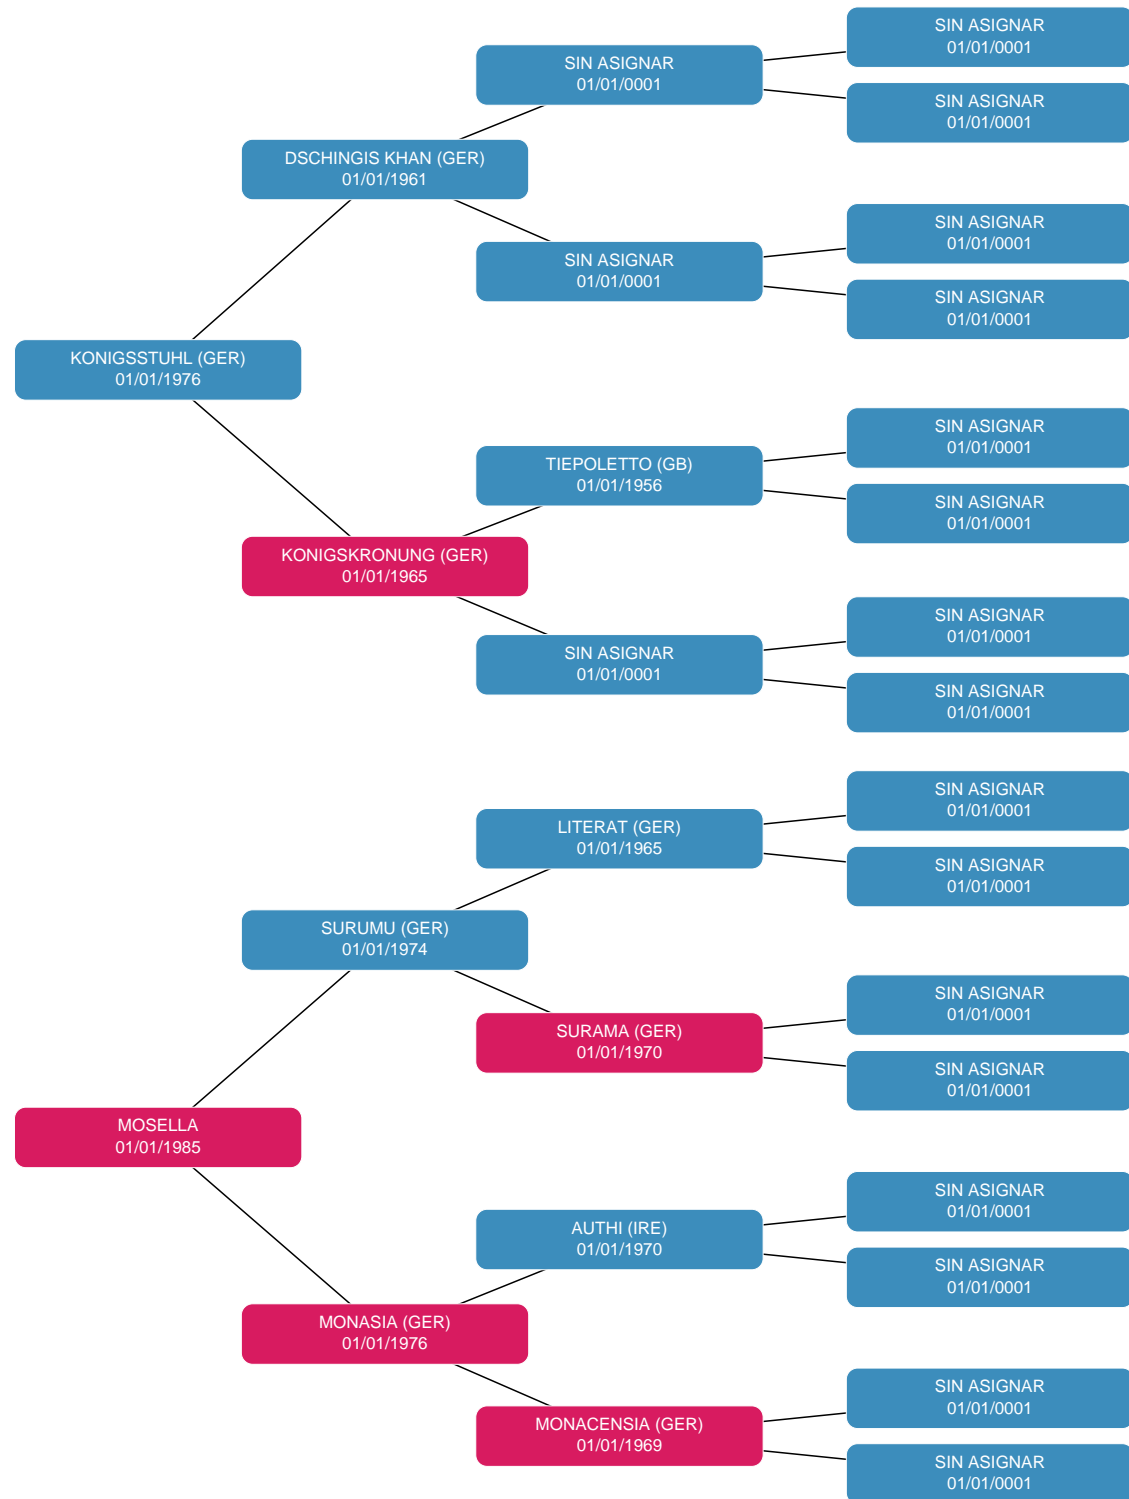 SIN ASIGNAR
01/01/0001
SIN ASIGNAR
01/01/0001
SIN ASIGNAR
01/01/0001
DSCHINGIS KHAN (GER)
01/01/1961
SIN ASIGNAR
01/01/0001
SIN ASIGNAR
01/01/0001
SIN ASIGNAR
01/01/0001
KONIGSSTUHL (GER)
01/01/1976
SIN ASIGNAR
01/01/0001
TIEPOLETTO (GB)
01/01/1956
SIN ASIGNAR
01/01/0001
KONIGSKRONUNG (GER)
01/01/1965
SIN ASIGNAR
01/01/0001
SIN ASIGNAR
01/01/0001
SIN ASIGNAR
01/01/0001
SIN ASIGNAR
01/01/0001
LITERAT (GER)
01/01/1965
SIN ASIGNAR
01/01/0001
SURUMU (GER)
01/01/1974
SIN ASIGNAR
01/01/0001
SURAMA (GER)
01/01/1970
SIN ASIGNAR
01/01/0001
MOSELLA
01/01/1985
SIN ASIGNAR
01/01/0001
AUTHI (IRE)
01/01/1970
SIN ASIGNAR
01/01/0001
MONASIA (GER)
01/01/1976
SIN ASIGNAR
01/01/0001
MONACENSIA (GER)
01/01/1969
SIN ASIGNAR
01/01/0001